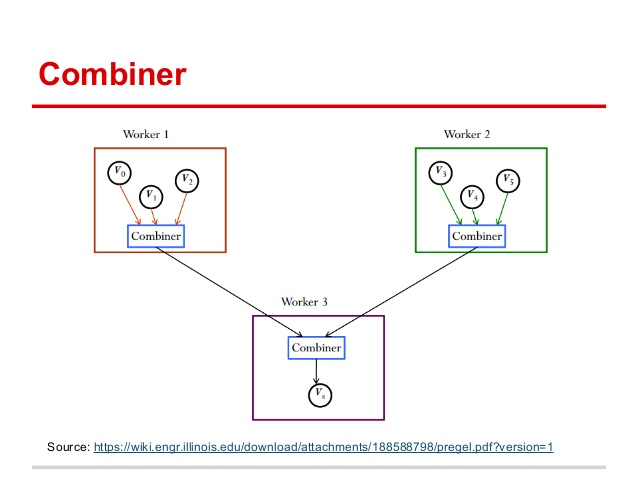 Combiner
Worker 1
Worker 2
V0
V1
V2
V3
V4
V5
Combiner
Combiner
Worker 3
Combiner
Vs
Source: https://wiki.engr.illinois.edu/download/attachments/188588798/pregel.pdf?version=1